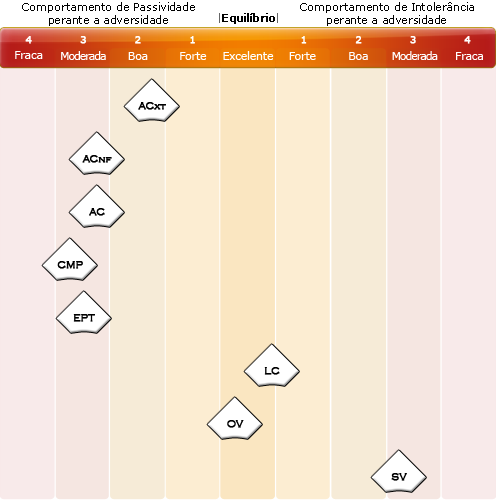 Comportamento de Passividade
perante a adversidade
|Equilíbrio|
Comportamento de Intolerância
perante a adversidade
4 3 2 1 1 2 3 4
Fraca Moderada Boa Forte Excelente Forte Boa Moderada Fraca
ACXT
ACNF
AC
CMP
EPT
LC
OV
SV